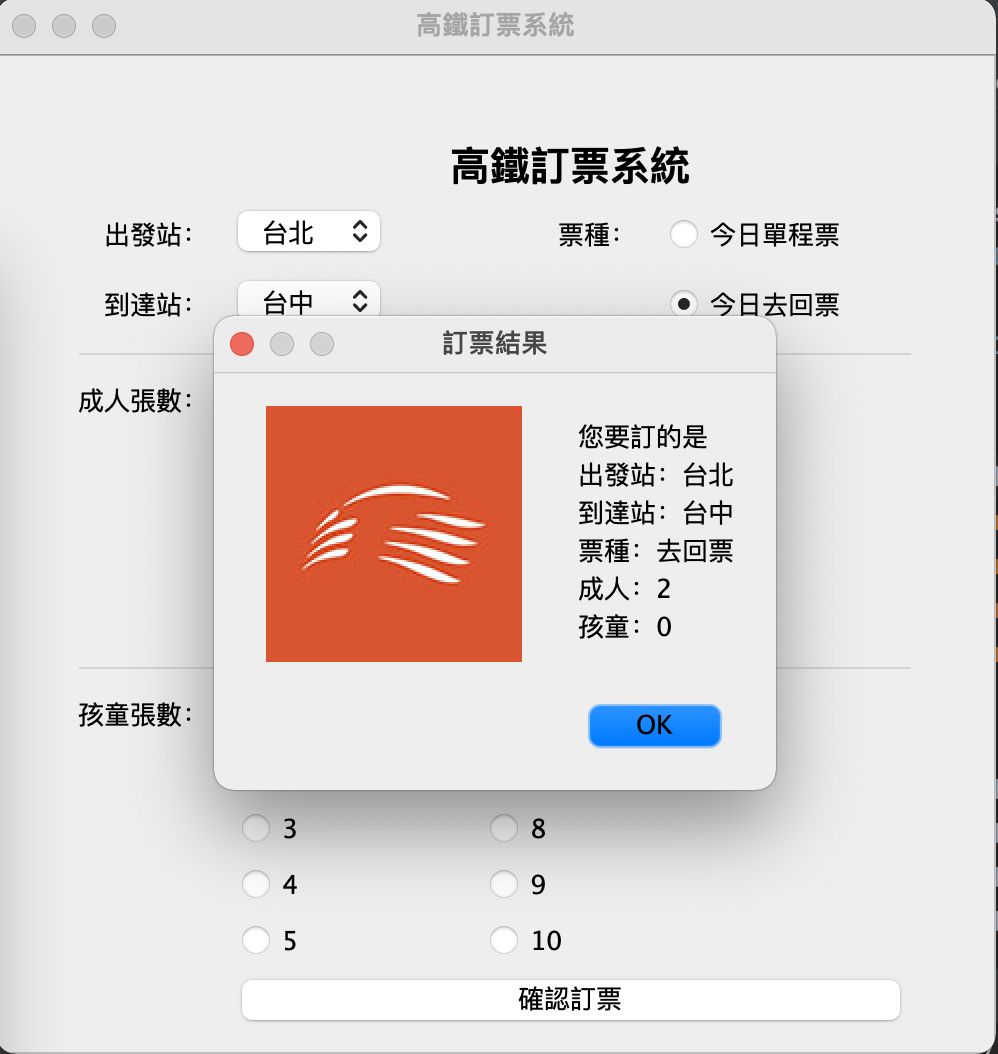 高鐵訂票系統
高鐵訂票系統
出發站： 台北 票種： 今日單程票
到達站： 台中 今日去回票
訂票結果
成人張數：
您要訂的是
出發站：台北
到達站：台中
票種：去回票
成人：2
孩童：0
孩童張數：
OK
3 8
4 9
5 10
確認訂票